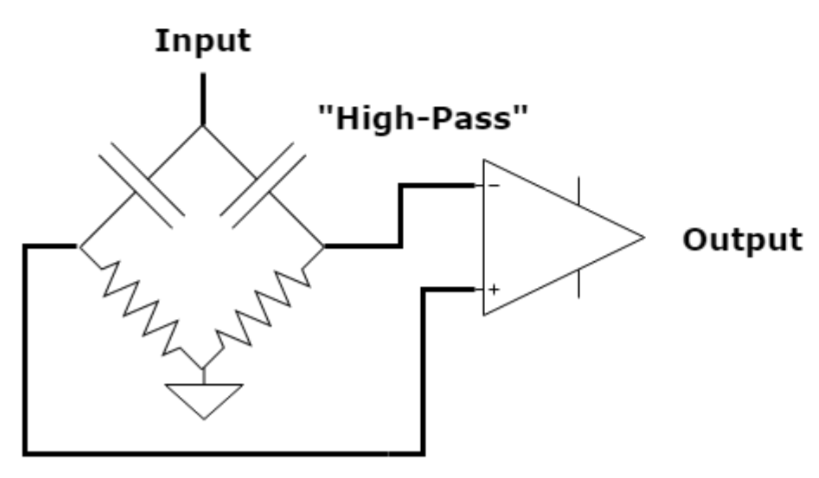 Input
"High-Pass"
−
+
Output